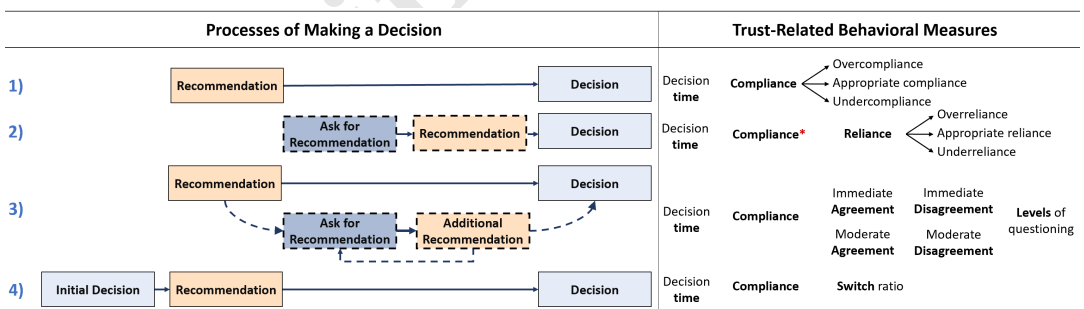 Processes of Making a Decision
Trust-Related Behavioral Measures
1)
Recommendation
Decision
Decision
time
Compliance
Overcompliance
Appropriate compliance
Undercompliance
2)
Ask for
Recommendation
Recommendation
Decision
Decision
time
Compliance*
Reliance
Overreliance
Appropriate reliance
Underreliance
3)
Recommendation
Decision
Ask for
Recommendation
Additional
Recommendation
Decision
time
Compliance
Immediate
Agreement
Immediate
Disagreement
Moderate
Agreement
Moderate
Disagreement
Levels of
questioning
4)
Initial Decision
Recommendation
Decision
Decision
time
Compliance
Switch ratio